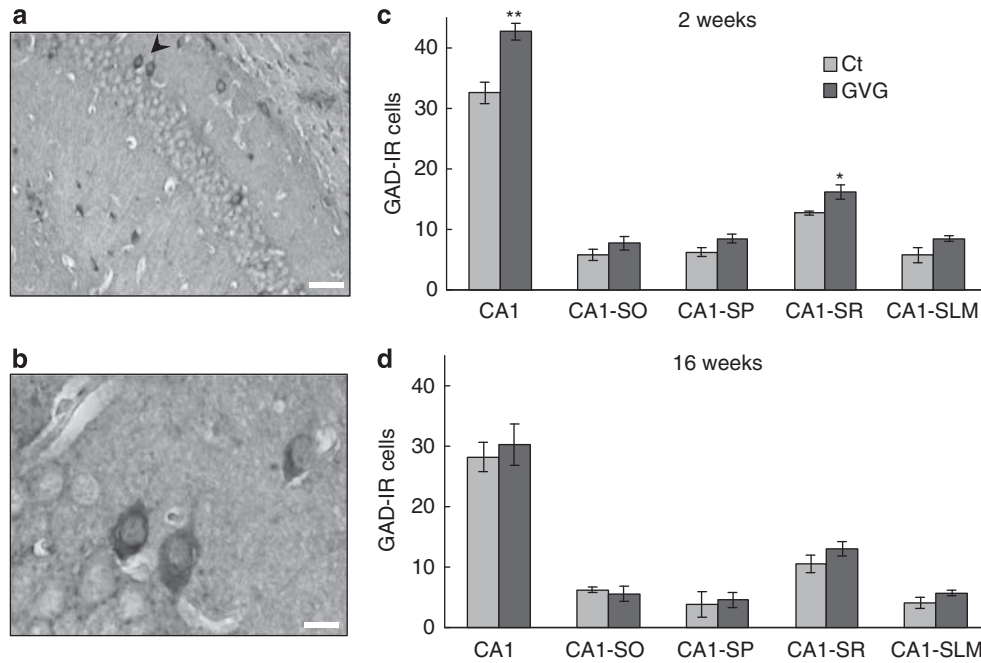 a
b
c
2 weeks
**
Ct
GVG
*
GAD-IR cells
40
30
20
10
0
CA1
CA1-SO
CA1-SP
CA1-SR
CA1-SLM
d
16 weeks
GAD-IR cells
40
30
20
10
0
CA1
CA1-SO
CA1-SP
CA1-SR
CA1-SLM